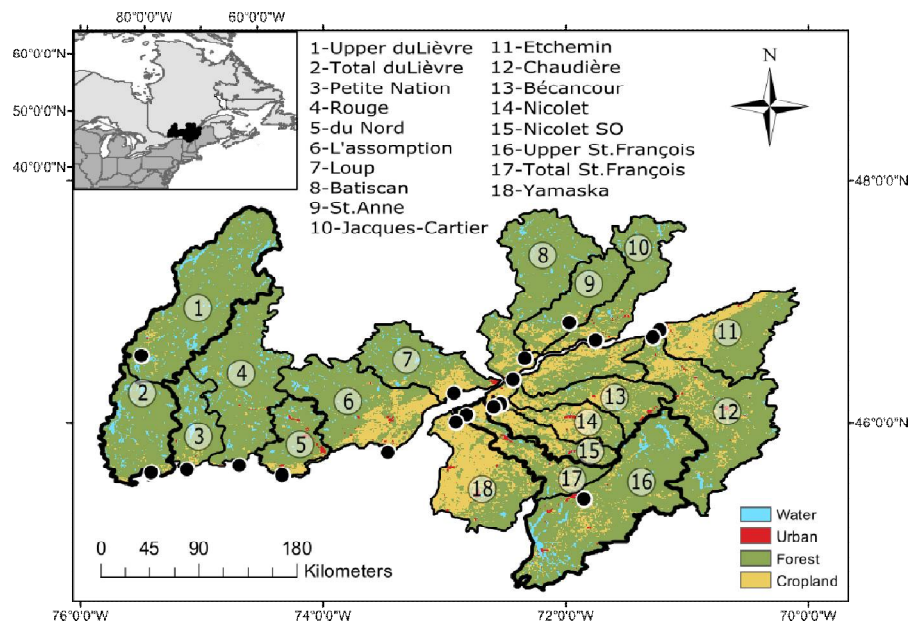 80°0'0"W 60°0'0"W
60°0'0"N
50°0'0"N
40°0'0"N
1-Upper duLièvre
2-Total duLièvre
3-Petite Nation
4-Rouge
5-du Nord
6-L'assomption
7-Loup
8-Batiscan
9-St.Anne
10-Jacques-Cartier
11-Etchemin
12-Chaudière
13-Bécancour
14-Nicolet
15-Nicolet SO
16-Upper St.François
17-Total St.François
18-Yamaska
N
48°0'0"N
46°0'0"N
1
2
3
4
5
6
7
8
9
10
11
12
13
14
15
16
17
18
0 45 90 180
Kilometers
Water
Urban
Forest
Cropland
76°0'0"W 74°0'0"W 72°0'0"W 70°0'0"W